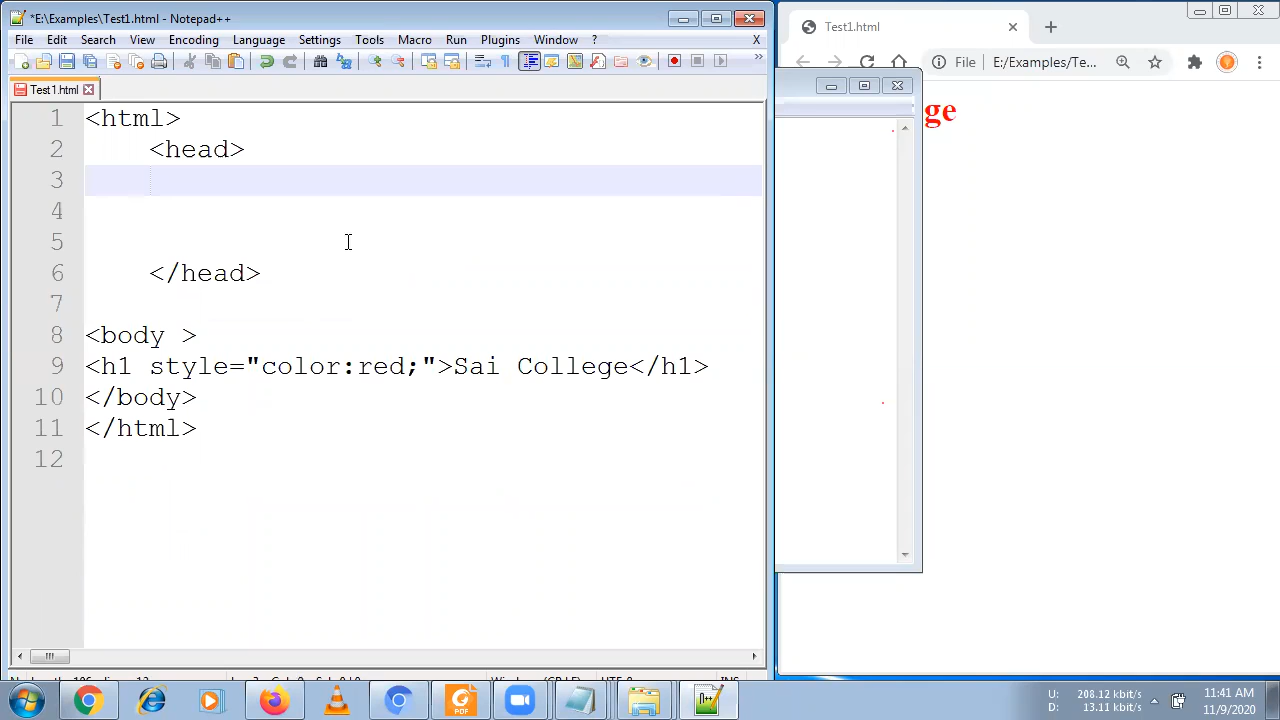 *E:\Examples\Test1.html - Notepad++
File Edit Search View Encoding Language Settings Tools Macro Run Plugins Window ? X
Test1.html
1 <html>
2 <head>
3
4
5
6 </head>
7
8 <body >
9 <h1 style="color:red;">Sai College</h1>
10 </body>
11 </html>
12
Test1.html
File E:/Examples/Te...
ge
PDF
U: 208.12 kbit/s
D: 13.11 kbit/s
11:41 AM
11/9/2020